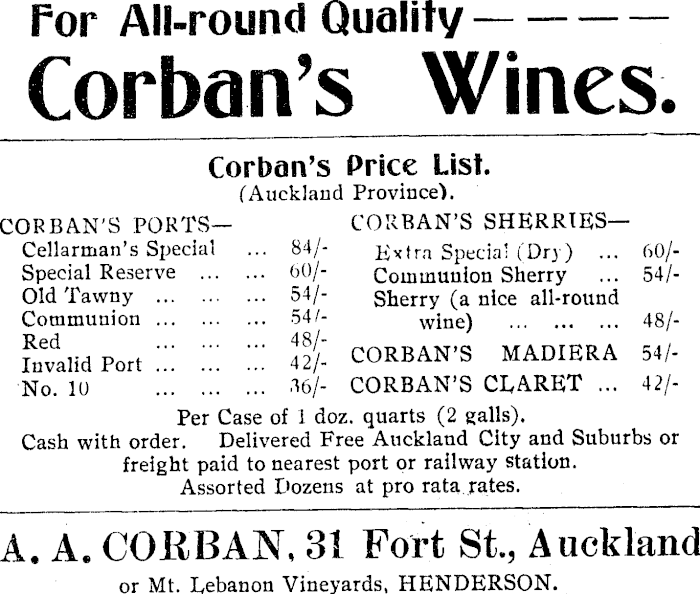 For All-round Quality — — — — —
Corban's Wines.
Corban's Price List.
(Auckland Province).
CORBAN'S PORTS—
Cellarman's Special ... 84/-
Special Reserve ... ... 60/-
Old Tawny ... ... ... 54/-
Communion ... ... ... 54/-
Red ... ... ... 48/-
Invalid Port ... ... ... 42/-
No. 10 ... ... ... 36/-
CORBAN'S SHERRIES—
Extra Special (Dry) ... 60/-
Communion Sherry ... 54/-
Sherry (a nice all-round
wine) ... ... ... 48/-
CORBAN'S MADIERA 54/-
CORBAN'S CLARET ... 42/-
Per Case of 1 doz. quarts (2 galls).
Cash with order. Delivered Free Auckland City and Suburbs or
freight paid to nearest port or railway station.
Assorted Dozens at pro rata rates.
A. A. CORBAN, 31 Fort St., Auckland
or Mt. Lebanon Vineyards, HENDERSON.